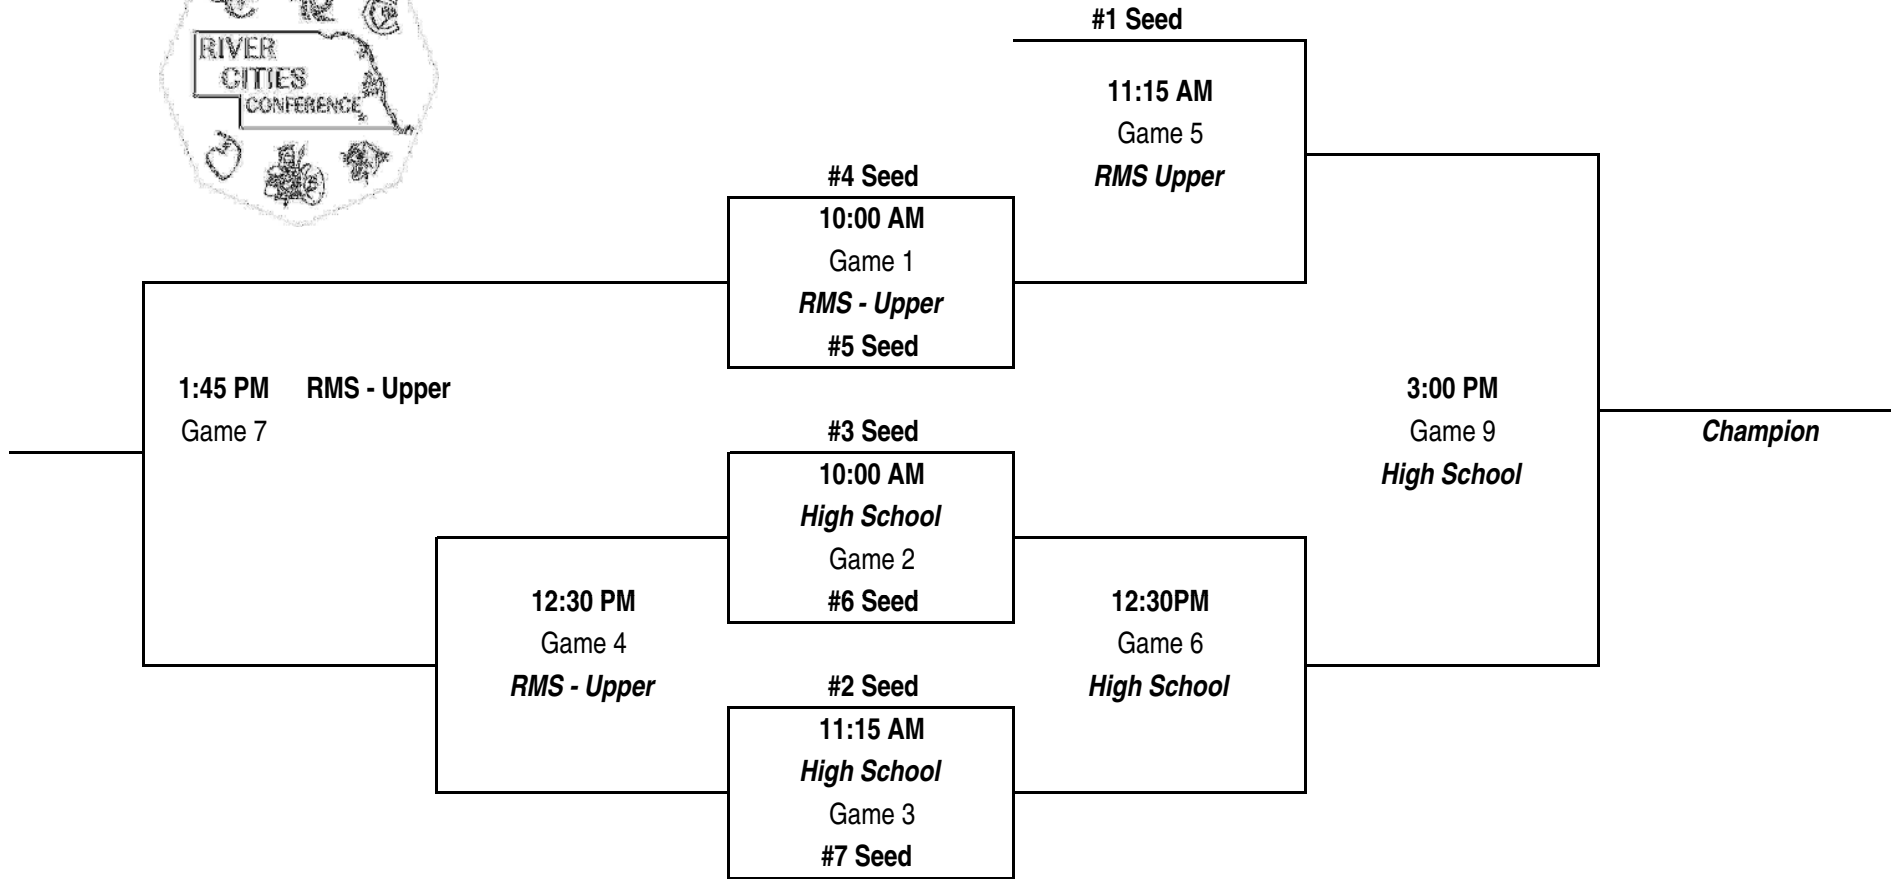 RIVER
CITIES
CONFERENCE
#1 Seed
11:15 AM
Game 5
RMS Upper
#4 Seed
10:00 AM
Game 1
RMS - Upper
#5 Seed
1:45 PM RMS - Upper
Game 7
#3 Seed
10:00 AM
High School
Game 2
#6 Seed
3:00 PM
Game 9
High School
Champion
12:30 PM
Game 4
RMS - Upper
12:30PM
Game 6
High School
#2 Seed
11:15 AM
High School
Game 3
#7 Seed